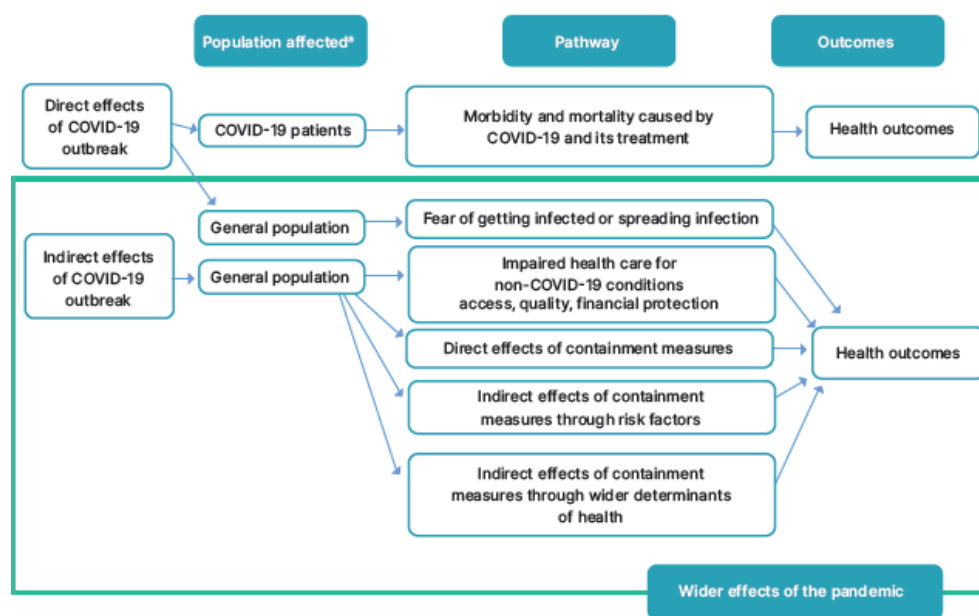 Population affectedª
Pathway
Outcomes
Direct effects
of COVID-19
outbreak
COVID-19 patients
Morbidity and mortality caused by
COVID-19 and its treatment
Health outcomes
General population
Fear of getting infected or spreading infection
Indirect effects
of COVID-19
outbreak
General population
Impaired health care for
non-COVID-19 conditions
access, quality, financial protection
Direct effects of containment measures
Health outcomes
Indirect effects of containment
measures through risk factors
Indirect effects of containment
measures through wider determinants
of health
Wider effects of the pandemic